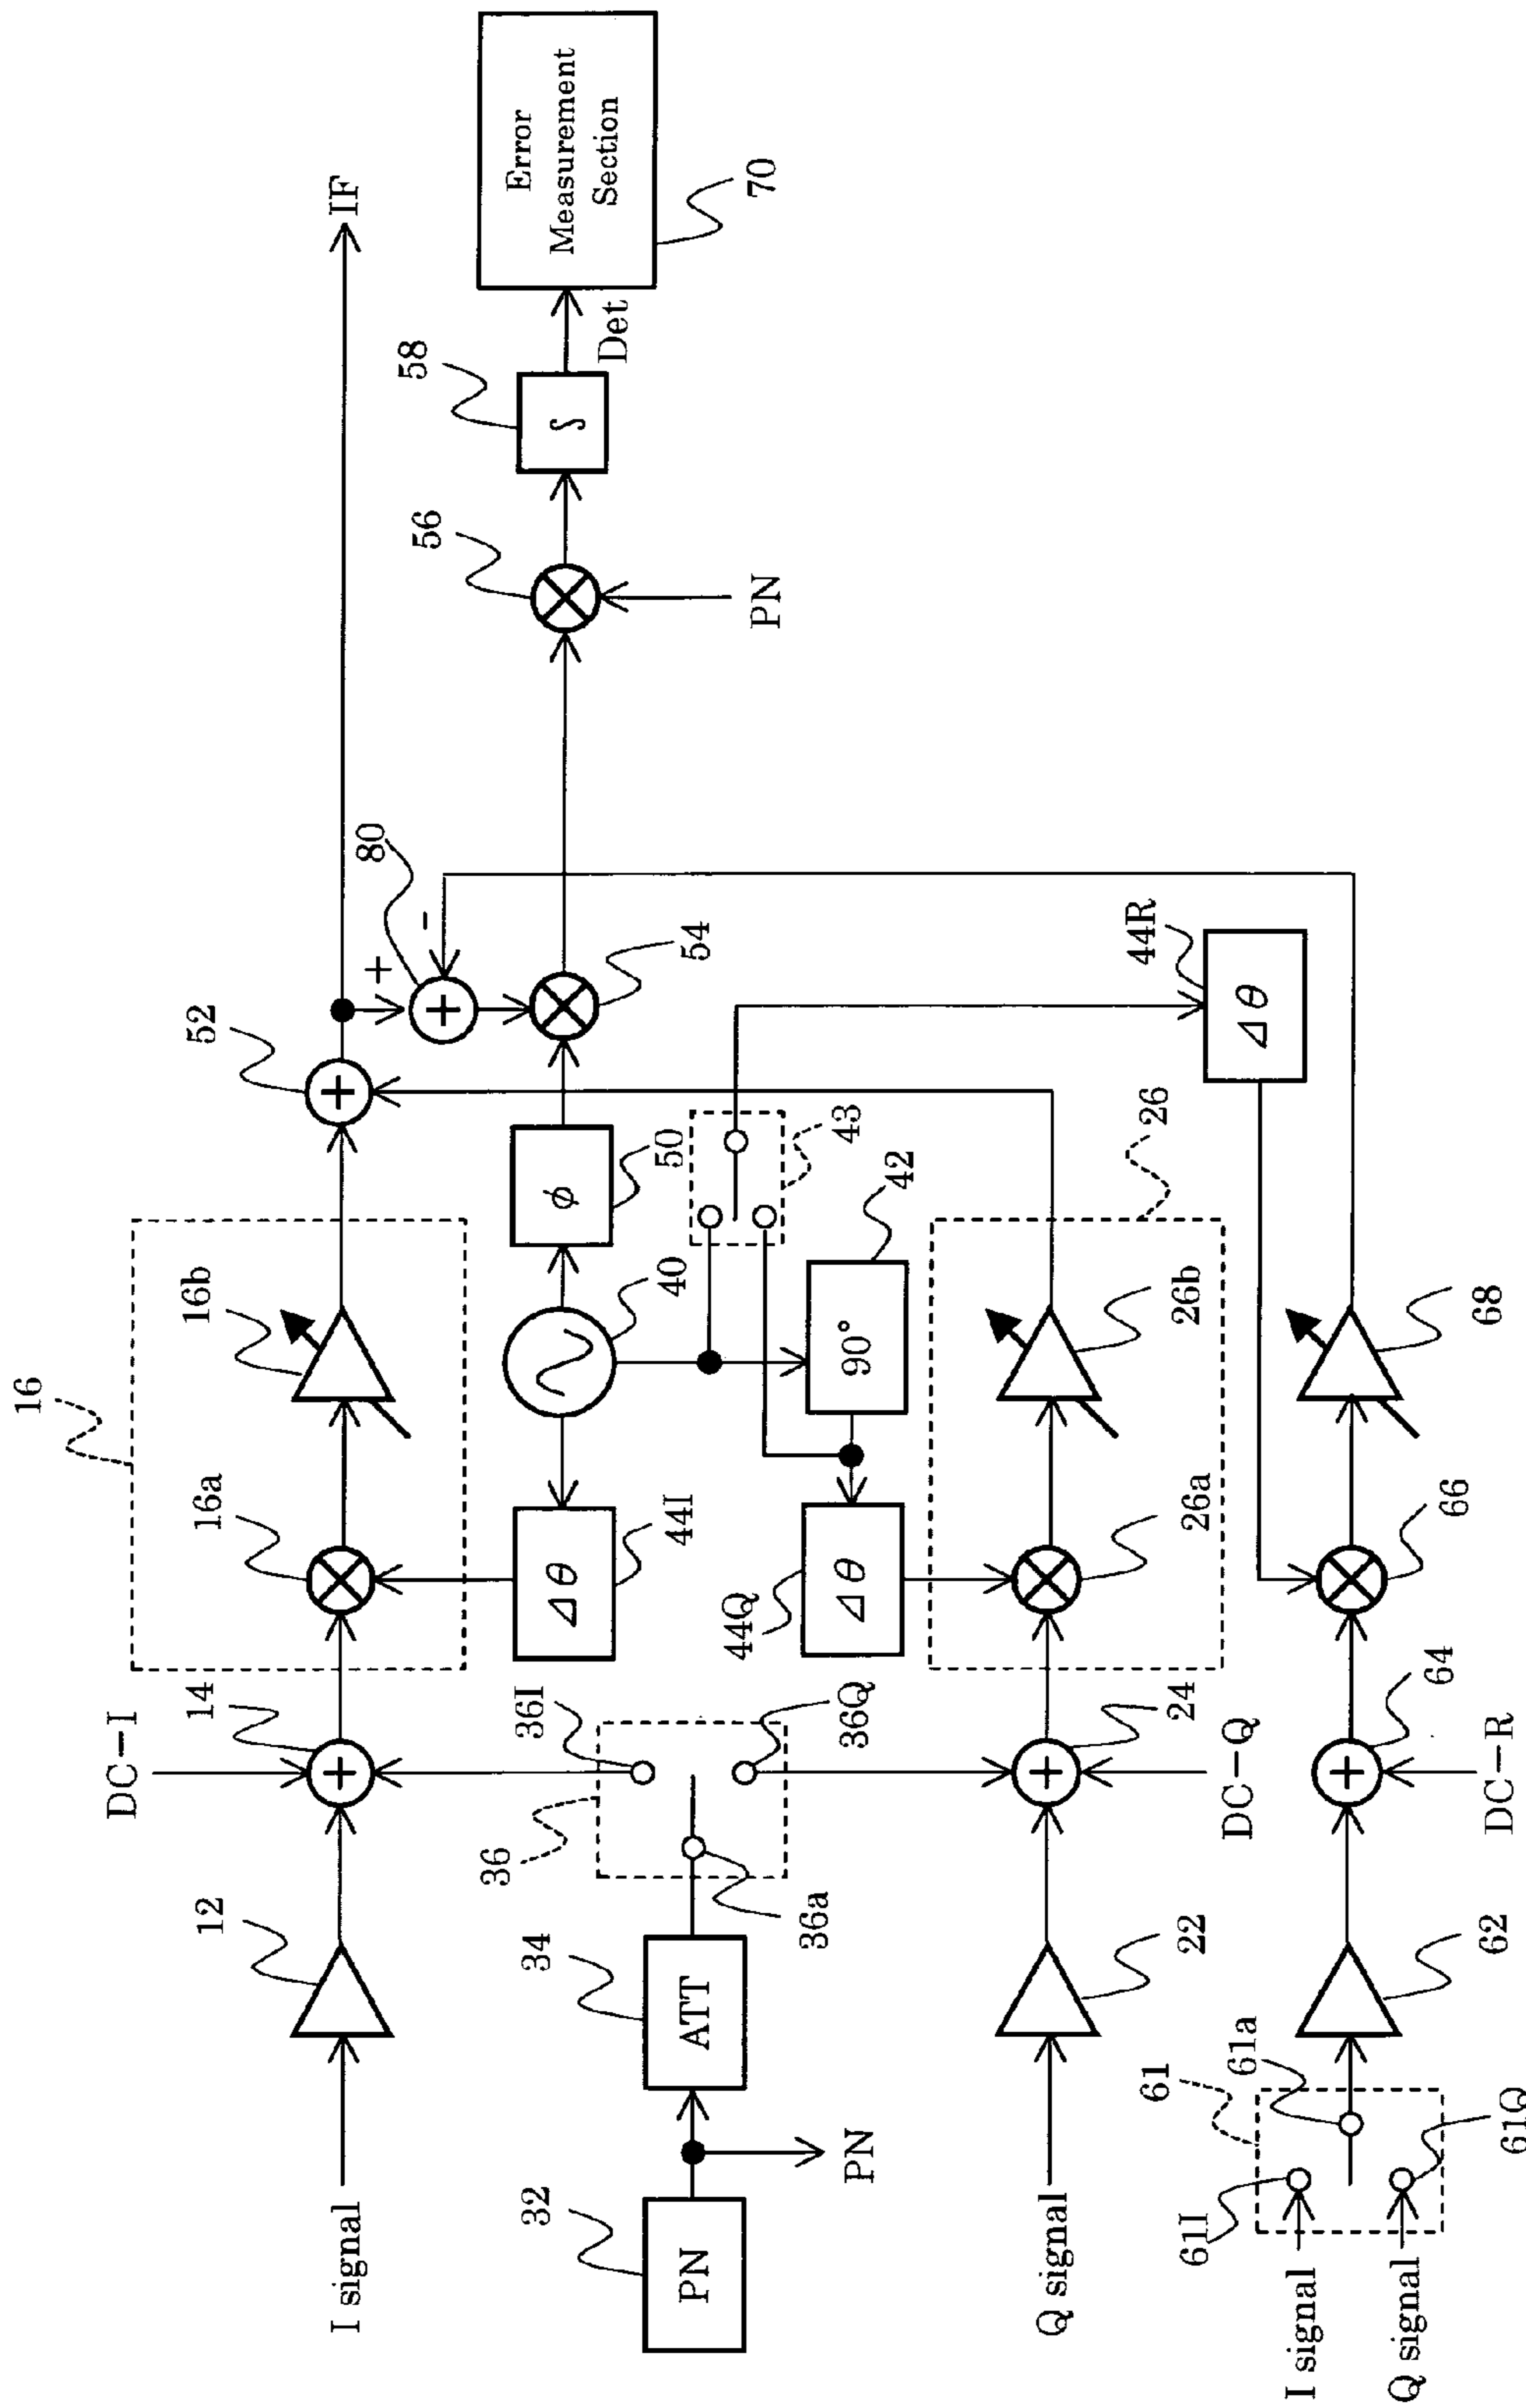 I signal
12
DC-I
14
16
16a
16b
52
IF
+
80
-
PN
32
PN
ATT
34
36
36a
36I
36Q
Δθ
44I
40
ϕ
50
54
56
PN
∫
58
Det
Error
Measurement
Section
70
43
90°
42
Δθ
44Q
Q signal
22
DC-Q
24
26
26a
26b
Δθ
44R
I signal
Q signal
61
61I
61Q
61a
62
DC-R
64
66
68